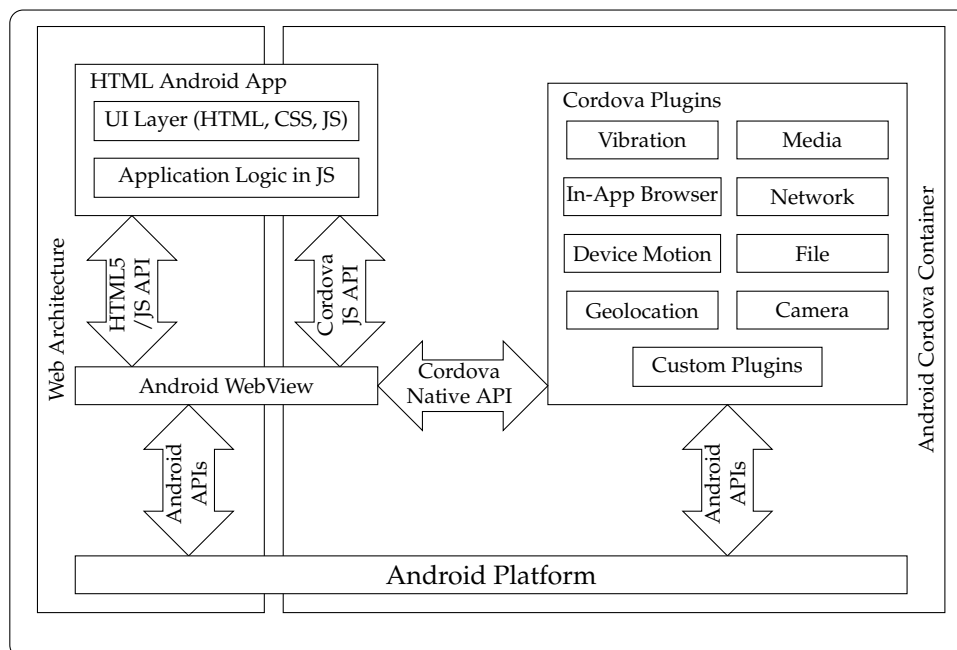 HTML Android App
UI Layer (HTML, CSS, JS)
Application Logic in JS
Web Architecture
HTML5
/JS API
Cordova
JS API
Android WebView
Cordova
Native API
Cordova Plugins
Vibration
Media
In-App Browser
Network
Device Motion
File
Geolocation
Camera
Custom Plugins
Android Cordova Container
Android
APIs
Android
APIs
Android Platform